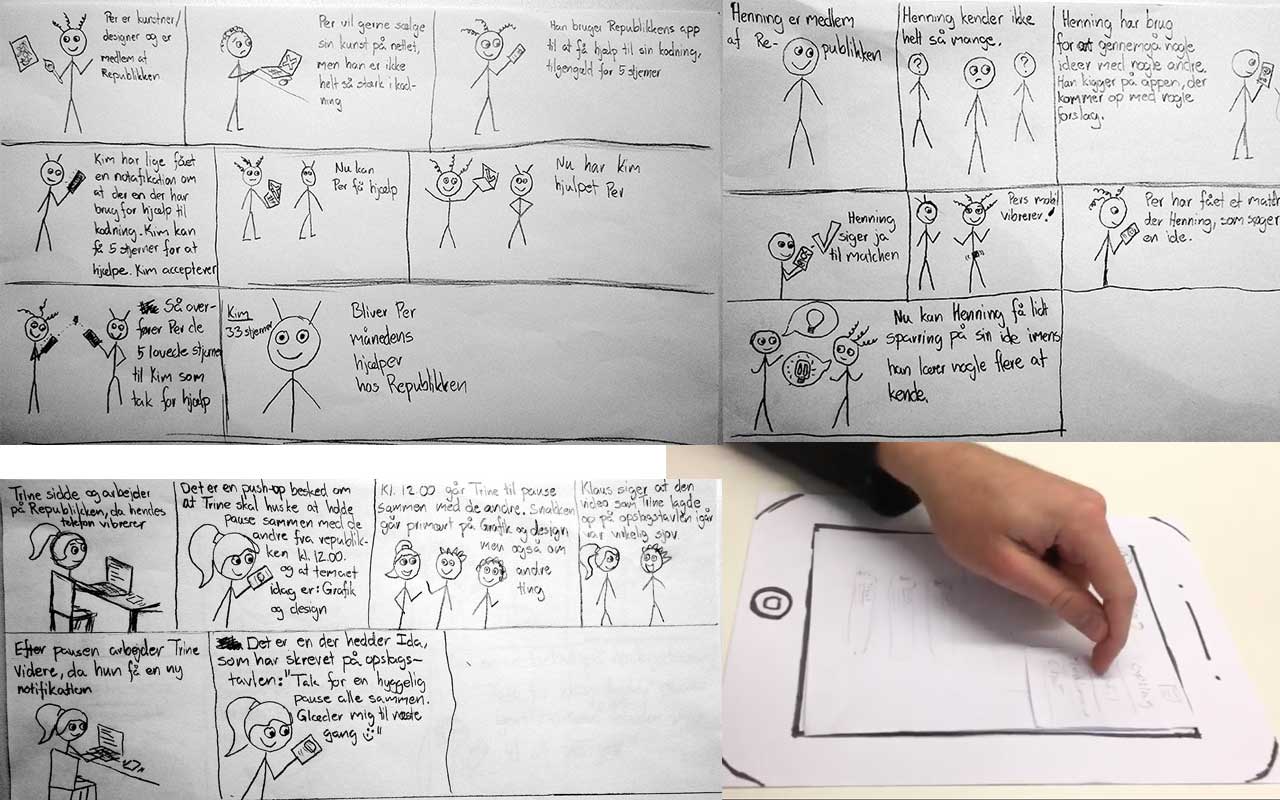 Per er kunstner/
designer og er
medlem af
Republikken
Per vil gerne sælge
sin kunst på nettet,
men han er ikke
helt så stærk i kod-
ning
Han bruger Republikkens app
til at få hjælp til sin kodning,
tilgengæld for 5 stjerner
Kim har lige fået
en notafikation om
at der en der har
brug for hjælp til
kodning. Kim kan
få 5 stjerner for at
hjælpe. Kim accepterer
Nu kan
Per få hjælp
Nu har Kim
hjulpet Per
Så over-
fører Per de
5 lovede stjerner
til Kim som
tak for hjælp
Kim
33 stjerner
Bliver Per
månedens
hjælper
hos Republikken
Henning er medlem
af Re- publikken
Henning kender ikke
helt så mange.
? ?
Henning har brug
for gennemgå nogle
ideer med nogle andre.
Han kigger på appen, der
kommer op med nogle
forslag.
Henning
siger ja
til matchen
Pers mobil
vibrerer!
Per har fået et match
der Henning, som søger
en ide.
Nu kan Henning få lidt
sparring på sin ide imens
han lærer nogle flere at
kende.
Trine sidde og arbejder
på Republikken, da hendes
telefon vibrerer
Det er en push-op besked om
at Trine skal huske at holde
pause sammen med de
andre fra republik-
ken kl. 12.00.
og at temaet
idag er: Grafik
og design
Kl. 12.00 går Trine til pause
sammen med de andre. Snakken
går primært på Grafik og design
men også om
andre
ting
Klaus siger at den
video som Trine lagde
op på opslagstavlen igår
var virkelig sjov
Efter pausen arbejder Trine
videre, da hun få en ny
notifikation
Det er en der hedder Ida,
som har skrevet på opslags-
tavlen: "Tak for en hyggelig
pause alle sammen.
Glæder mig til næste
gang :)"